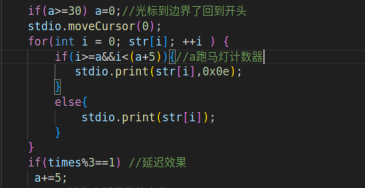 if(a>=30) a=0;//光标到边界了回到开头
stdio.moveCursor(0);
for(int i = 0; str[i]; ++i ) {
if(i>=a&&i<(a+5)){//a跑马灯计数器
stdio.print(str[i],0x0e);
}
else{
stdio.print(str[i]);
}
}
if(times%3==1) //延迟效果
a+=5;